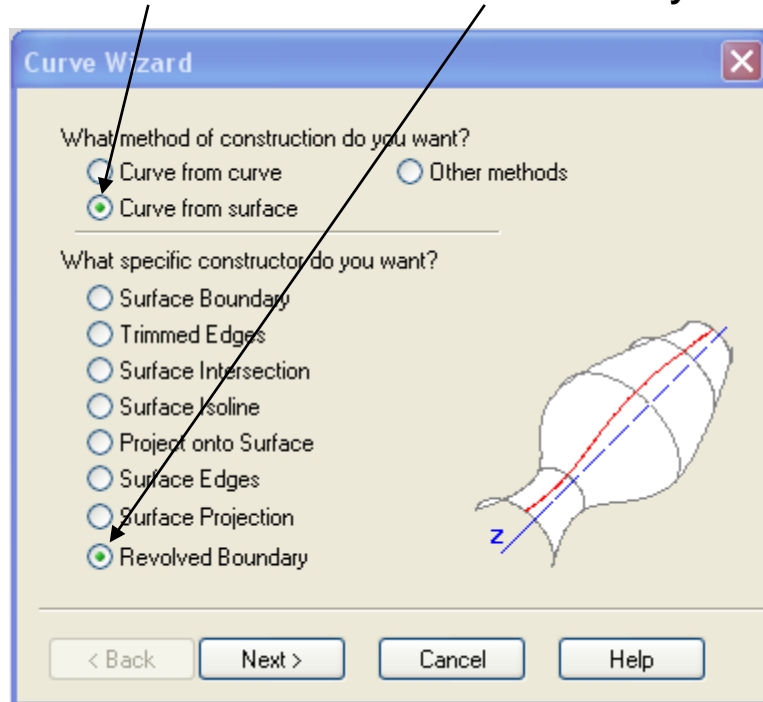 Curve Wizard
What method of construction do you want?
Curve from curve Other methods
Curve from surface
What specific constructor do you want?
Surface Boundary
Trimmed Edges
Surface Intersection
Surface Isoline
Project onto Surface
Surface Edges
Surface Projection
Revolved Boundary
Z
< Back Next > Cancel Help